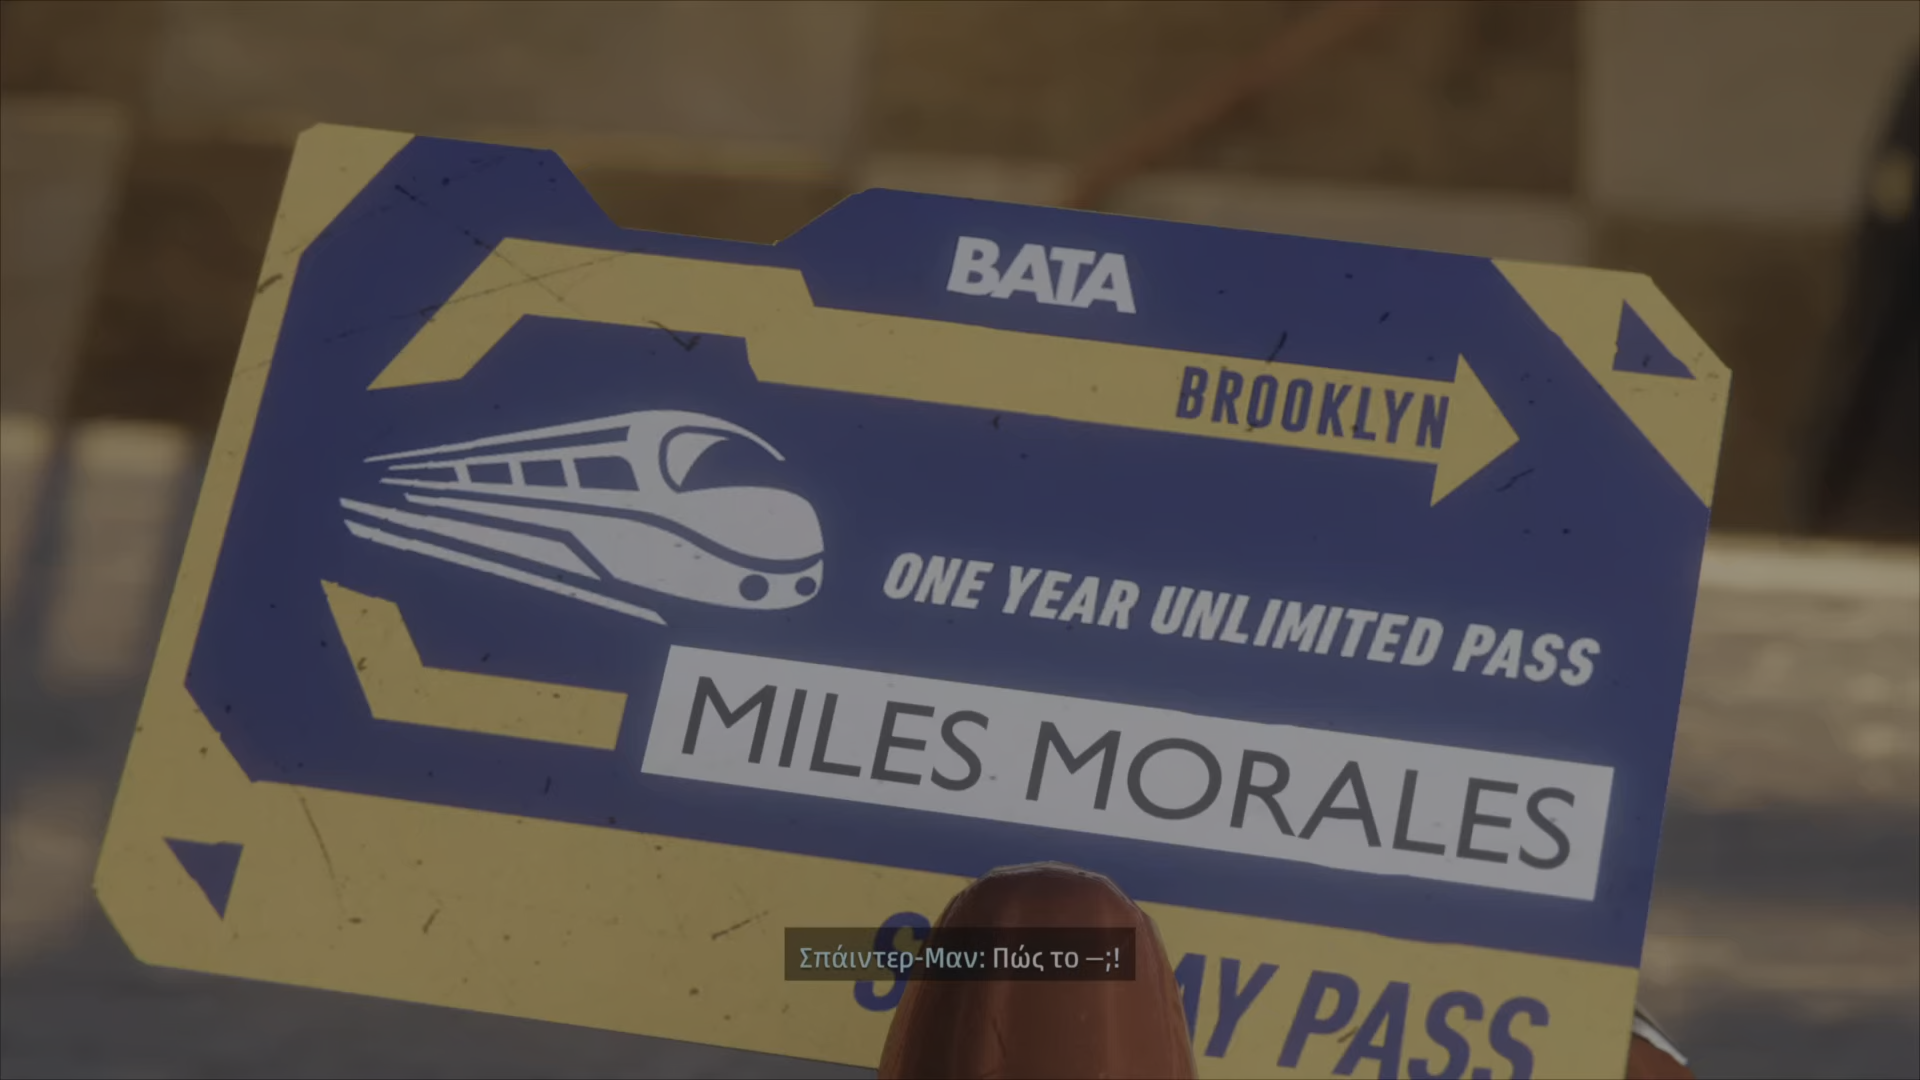 BATA
BROOKLYN
ONE YEAR UNLIMITED PASS
MILES MORALES
PASS
Σπάιντερ-Μαν: Πώς το –;!